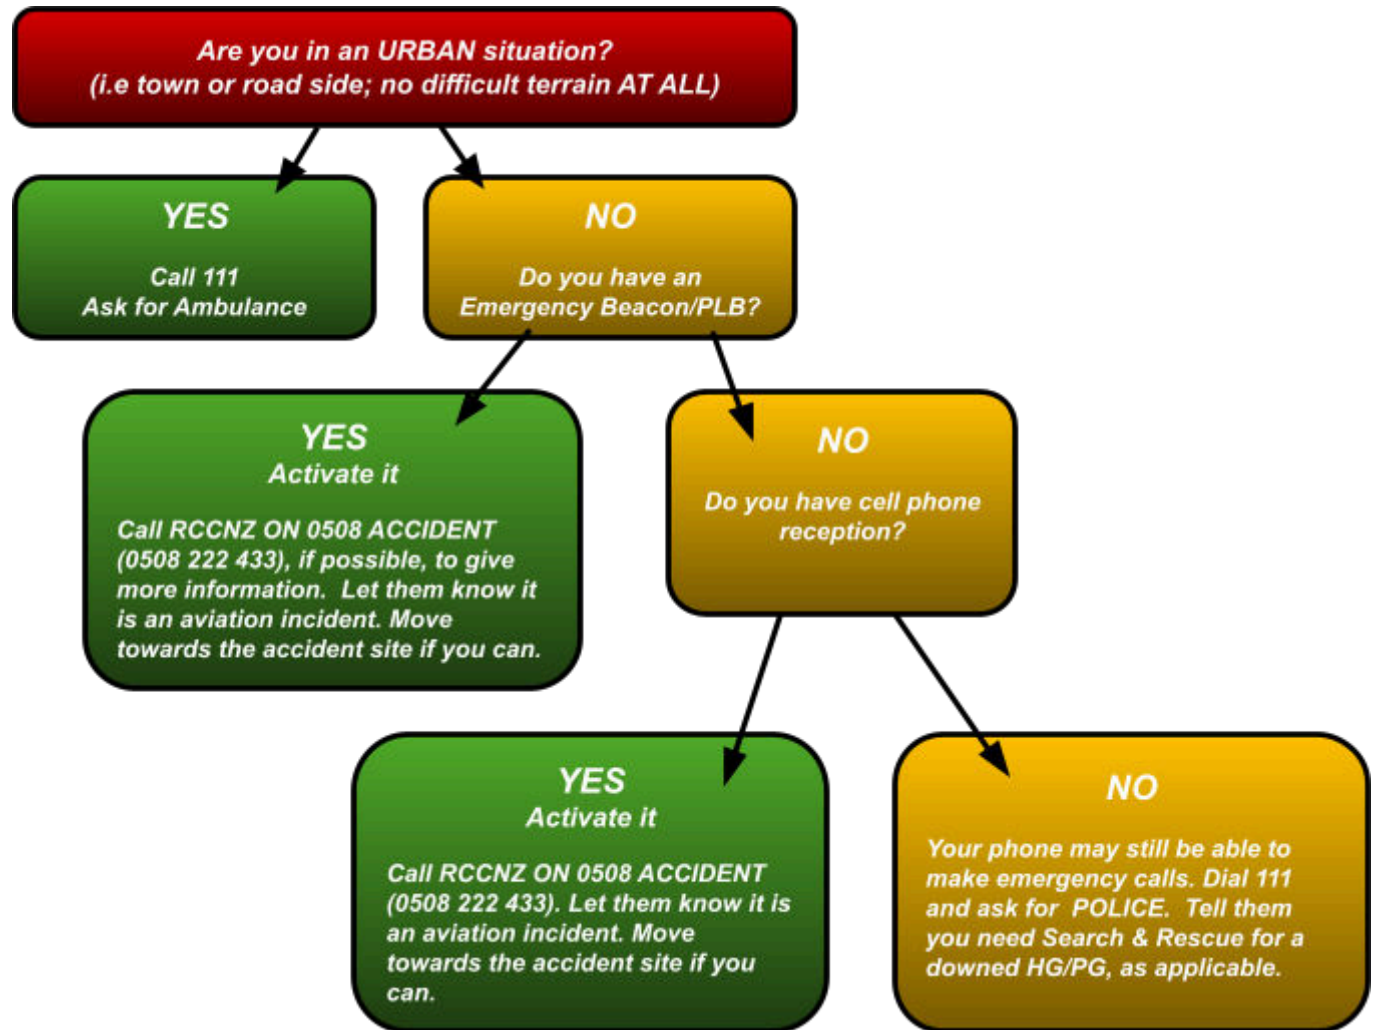 Are you in an URBAN situation?
(i.e town or road side; no difficult terrain AT ALL)
YES
Call 111
Ask for Ambulance
NO
Do you have an
Emergency Beacon/PLB?
YES
Activate it
Call RCCNZ ON 0508 ACCIDENT
(0508 222 433), if possible, to give
more information.  Let them know it
is an aviation incident. Move
towards the accident site if you can.
NO
Do you have cell phone
reception?
YES
Activate it
Call RCCNZ ON 0508 ACCIDENT
(0508 222 433). Let them know it is
an aviation incident. Move
towards the accident site if you
can.
NO
Your phone may still be able to
make emergency calls. Dial 111
and ask for  POLICE.  Tell them
you need Search & Rescue for a
downed HG/PG, as applicable.